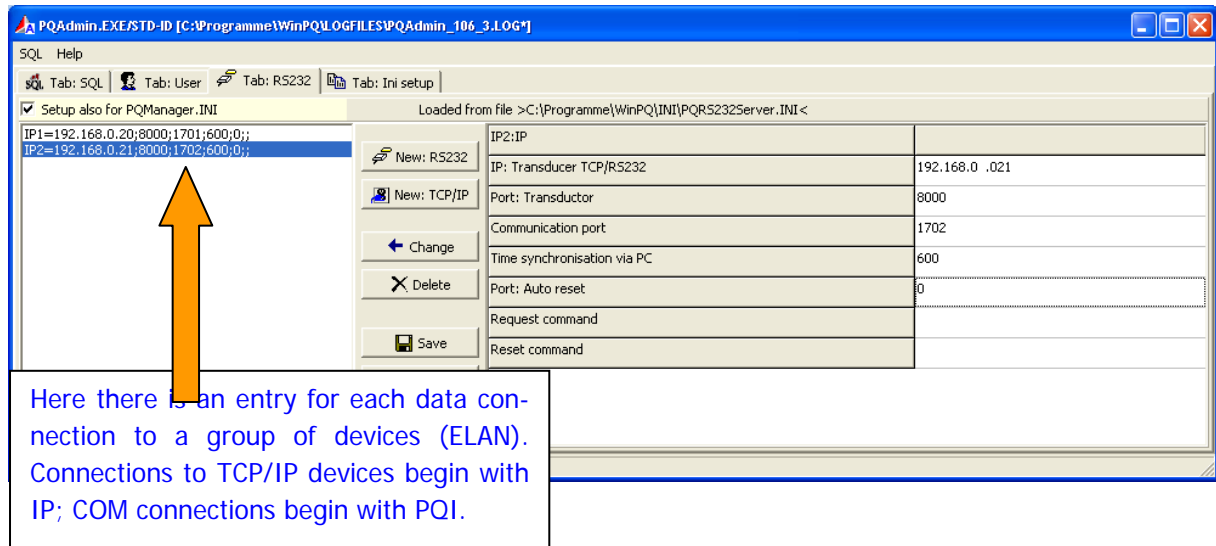 PQAdmin.EXE/STD-ID [C:\Programme\WinPQ\LOGFILES\PQAdmin_106_3.LOG*]
SQL Help
SQL Tab: SQL Tab: User Tab: RS232 Tab: Ini setup
Setup also for PQManager.INI Loaded from file >C:\Programme\WinPQ\INI\PQRS232Server.INI<
IP1=192.168.0.20;8000;1701;600;0;;
IP2=192.168.0.21;8000;1702;600;0;;
New: RS232
New: TCP/IP
Change
Delete
Save
IP2:IP
IP: Transducer TCP/RS232 192.168.0 .021
Port: Transductor 8000
Communication port 1702
Time synchronisation via PC 600
Port: Auto reset 0
Request command
Reset command
Here there is an entry for each data con-
nection to a group of devices (ELAN).
Connections to TCP/IP devices begin with
IP; COM connections begin with PQI.